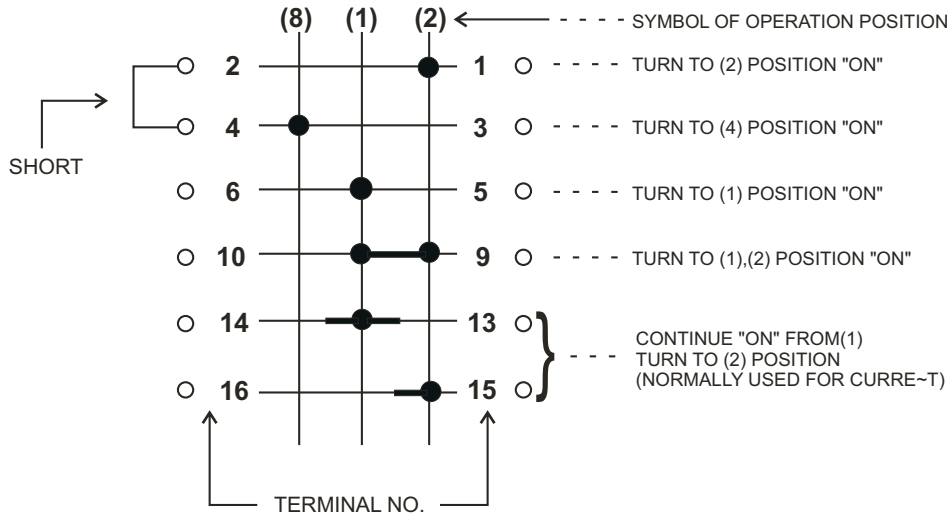 (8) (1) (2) SYMBOL OF OPERATION POSITION
2 1 TURN TO (2) POSITION "ON"
4 3 TURN TO (4) POSITION "ON"
SHORT
6 5 TURN TO (1) POSITION "ON"
10 9 TURN TO (1),(2) POSITION "ON"
14 13
CONTINUE "ON" FROM(1)
TURN TO (2) POSITION
(NORMALLY USED FOR CURRE~T)
16 15
TERMINAL NO.